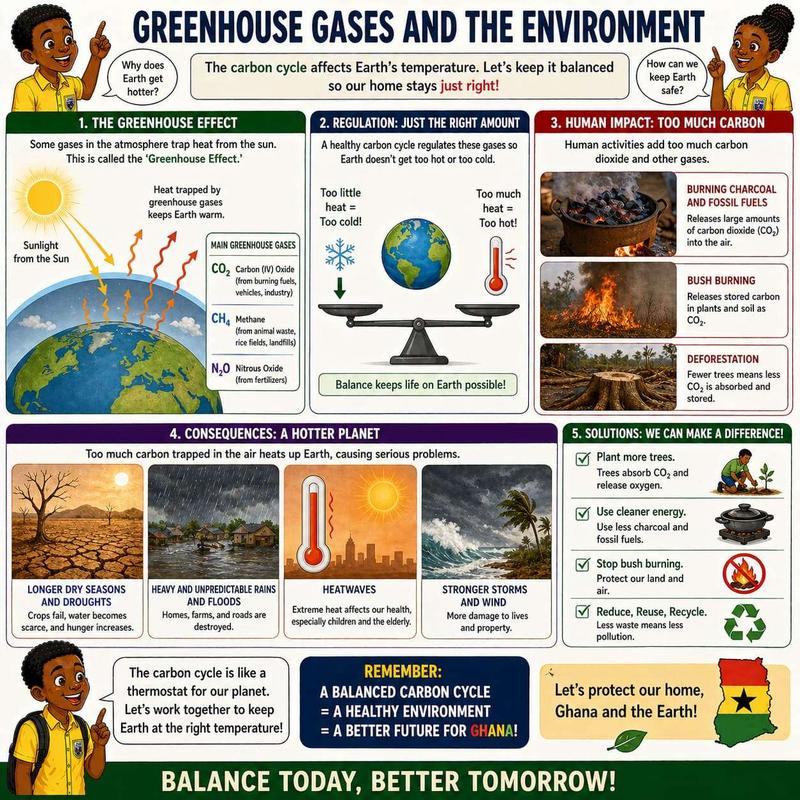 GREENHOUSE GASES AND THE ENVIRONMENT
Why does
Earth get
hotter?
The carbon cycle affects Earth's temperature. Let's keep it balanced
so our home stays just right!
How can we
keep Earth
safe?
1. THE GREENHOUSE EFFECT
Some gases in the atmosphere trap heat from the sun.
This is called the 'Greenhouse Effect.'
Heat trapped by
greenhouse gases
keeps Earth warm.
Sunlight
from the Sun
MAIN GREENHOUSE GASES
CO₂ Carbon (IV) Oxide
(from burning fuels,
vehicles, industry)
CH₄ Methane
(from animal waste,
rice fields, landfills)
N₂O Nitrous Oxide
(from fertilizers)
2. REGULATION: JUST THE RIGHT AMOUNT
A healthy carbon cycle regulates these gases so
Earth doesn't get too hot or too cold.
Too little
heat =
Too cold!
Too much
heat =
Too hot!
Balance keeps life on Earth possible!
3. HUMAN IMPACT: TOO MUCH CARBON
Human activities add too much carbon
dioxide and other gases.
BURNING CHARCOAL
AND FOSSIL FUELS
Releases large amounts
of carbon dioxide (CO₂)
into the air.
BUSH BURNING
Releases stored carbon
in plants and soil as
CO₂.
DEFORESTATION
Fewer trees means less
CO₂ is absorbed and
stored.
4. CONSEQUENCES: A HOTTER PLANET
Too much carbon trapped in the air heats up Earth, causing serious problems.
LONGER DRY SEASONS
AND DROUGHTS
Crops fail, water becomes
scarce, and hunger increases.
HEAVY AND UNPREDICTABLE RAINS
AND FLOODS
Homes, farms, and roads are
destroyed.
HEATWAVES
Extreme heat affects our health,
especially children and the elderly.
STRONGER STORMS
AND WIND
More damage to lives
and property.
5. SOLUTIONS: WE CAN MAKE A DIFFERENCE!
Plant more trees.
Trees absorb CO₂ and
release oxygen.
Use cleaner energy.
Use less charcoal and
fossil fuels.
Stop bush burning.
Protect our land and
air.
Reduce, Reuse, Recycle.
Less waste means less
pollution.
The carbon cycle is like a
thermostat for our planet.
Let's work together to keep
Earth at the right temperature!
REMEMBER:
A BALANCED CARBON CYCLE
= A HEALTHY ENVIRONMENT
= A BETTER FUTURE FOR GHANA!
Let's protect our home,
Ghana and the Earth!
BALANCE TODAY, BETTER TOMORROW!